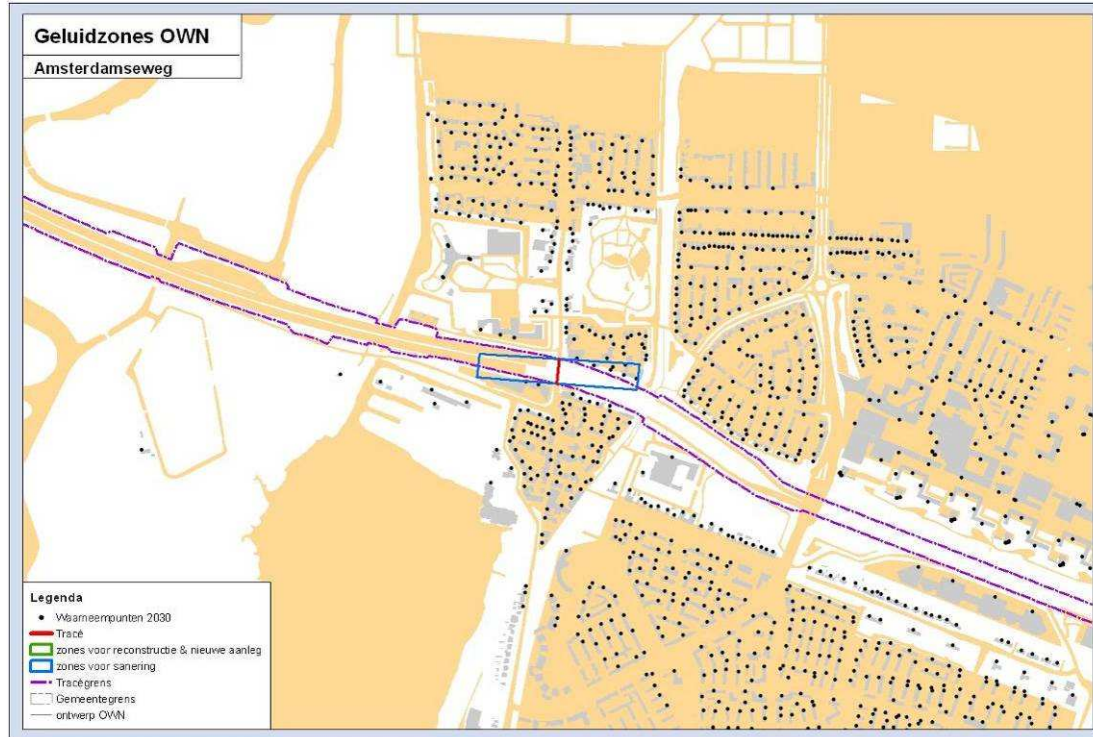 Geluidzones OWN
Amsterdamseweg
Legenda
Waarneempunten 2030
Tracé
zones voor reconstructie & nieuwe aanleg
zones voor sanering
Tracégrens
Gemeentegrens
ontwerp OWN